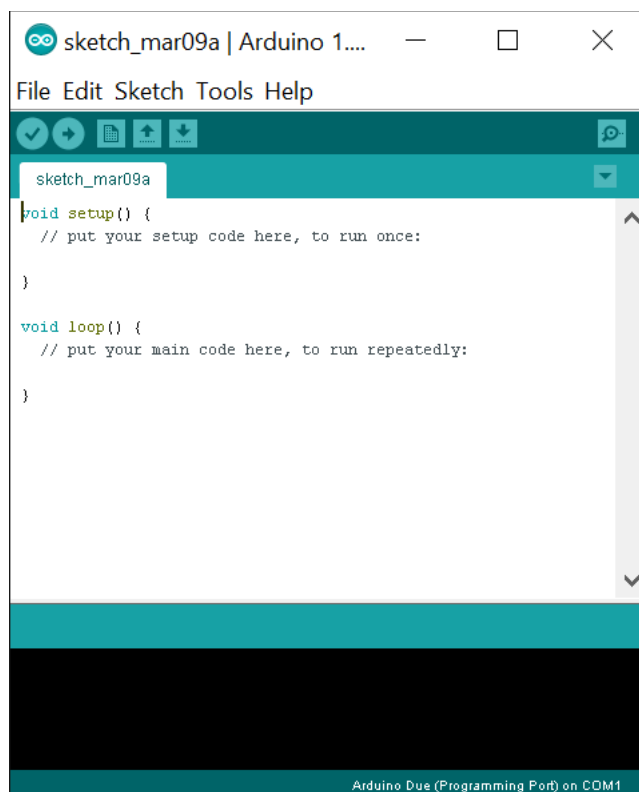 sketch_mar09a | Arduino 1....
File Edit Sketch Tools Help
sketch_mar09a
void setup() {
  // put your setup code here, to run once:
}
void loop() {
  // put your main code here, to run repeatedly:
}
Arduino Due (Programming Port) on COM1